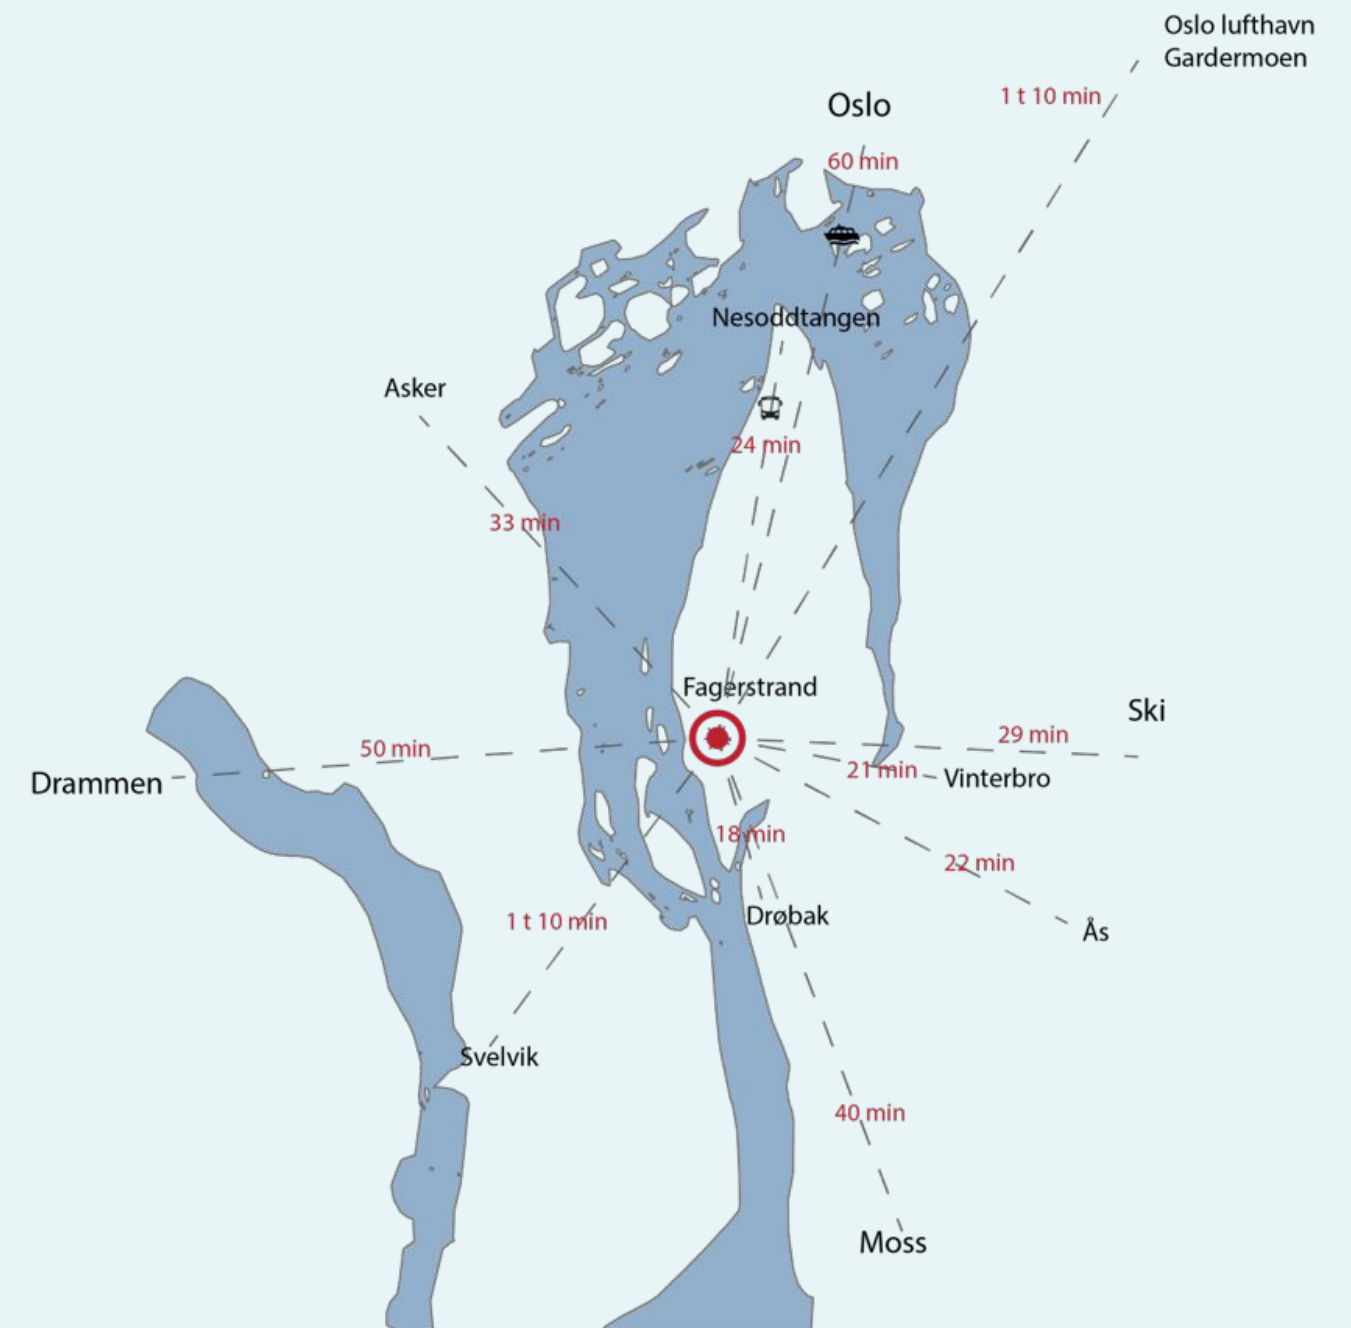 Oslo lufthavn
Gardermoen
1 t 10 min
Oslo
60 min
Nesoddtangen
Asker
24 min
33 min
Fagerstrand
Ski
29 min
50 min
21 min
Vinterbro
Drammen
18 min
22 min
Drøbak
1 t 10 min
Ås
Svelvik
40 min
Moss